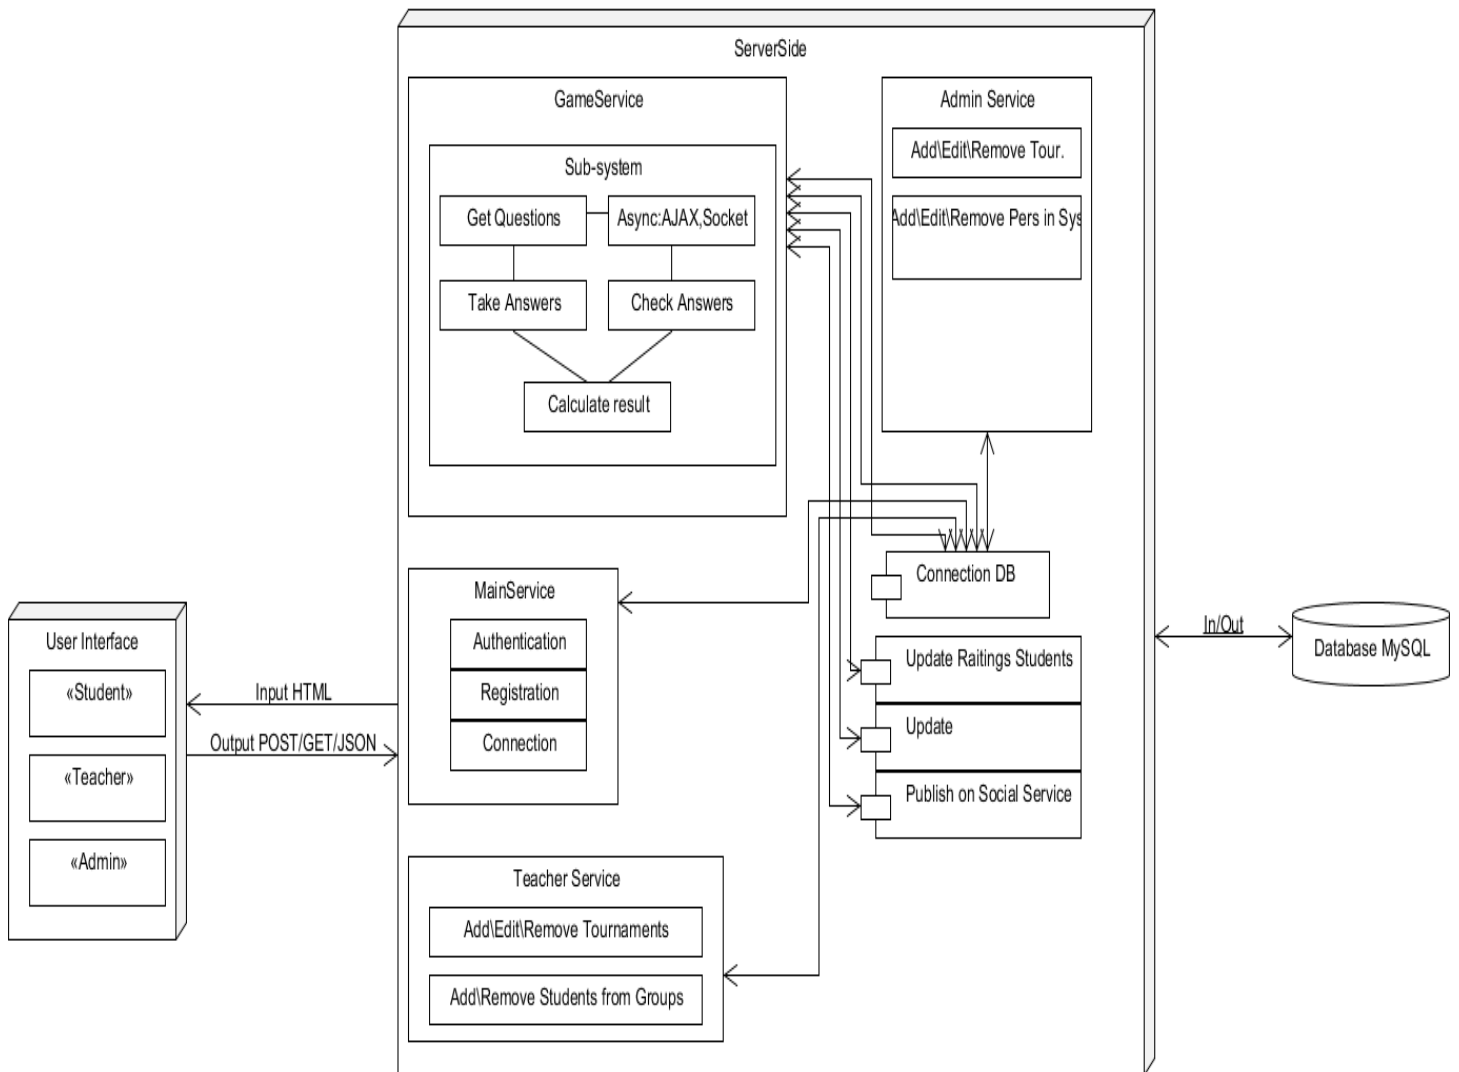 ServerSide
GameService
Sub-system
Get Questions
Async:AJAX,Socket
Take Answers
Check Answers
Calculate result
Admin Service
Add\Edit\Remove Tour.
Add\Edit\Remove Pers in Sys
Connection DB
Update Raitings Students
Update
Publish on Social Service
MainService
Authentication
Registration
Connection
Teacher Service
Add\Edit\Remove Tournaments
Add\Remove Students from Groups
User Interface
«Student»
«Teacher»
«Admin»
Input HTML
Output POST/GET/JSON
In/Out
Database MySQL